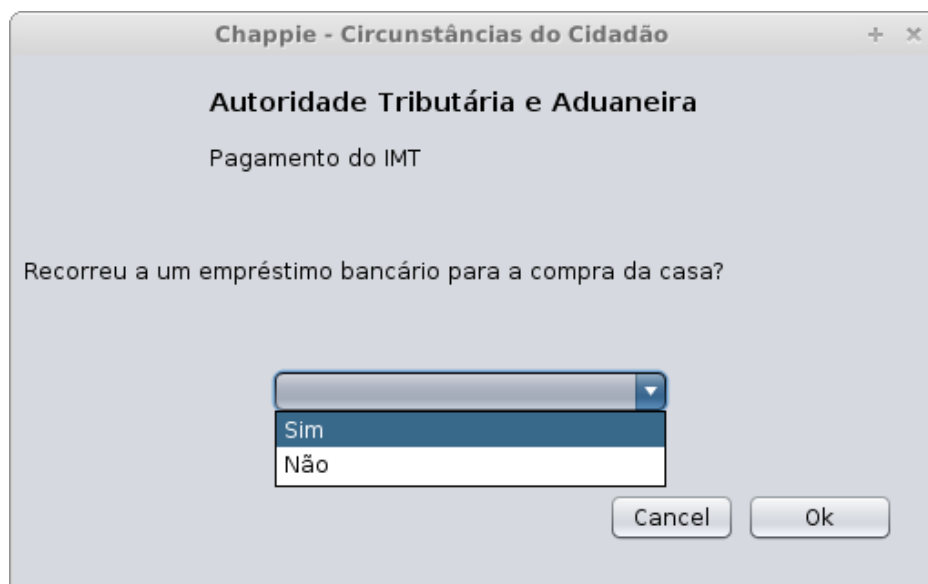 Chappie - Circunstâncias do Cidadão
Autoridade Tributária e Aduaneira
Pagamento do IMT
Recorreu a um empréstimo bancário para a compra da casa?
Sim
Não
Cancel
Ok